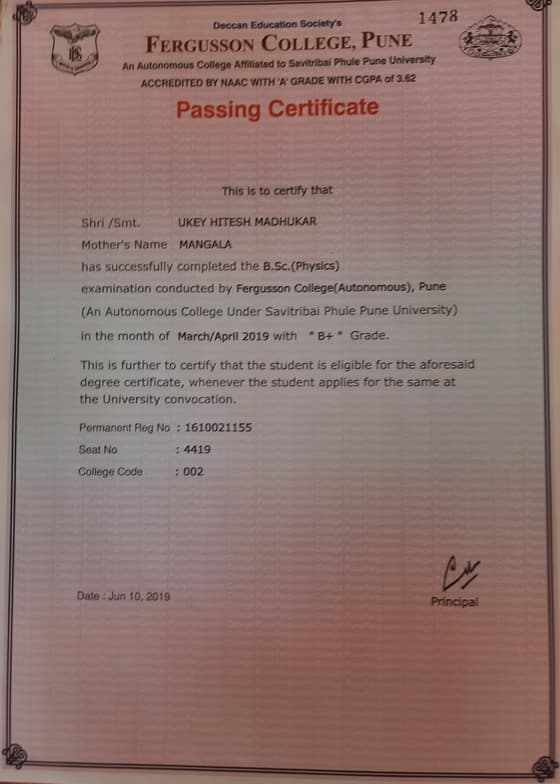 1478
Deccan Education Society's
FERGUSSON COLLEGE, PUNE
An Autonomous College Affiliated to Savitribai Phule Pune University
ACCREDITED BY NAAC WITH 'A' GRADE WITH CGPA of 3.62
Passing Certificate
This is to certify that
Shri /Smt. UKEY HITESH MADHUKAR
Mother's Name MANGALA
has successfully completed the B.Sc.(Physics)
examination conducted by Fergusson College(Autonomous), Pune
(An Autonomous College Under Savitribai Phule Pune University)
in the month of March/April 2019 with " B+ " Grade.
This is further to certify that the student is eligible for the aforesaid
degree certificate, whenever the student applies for the same at
the University convocation.
Permanent Reg No : 1610021155
Seat No : 4419
College Code : 002
Date : Jun 10, 2019
Principal